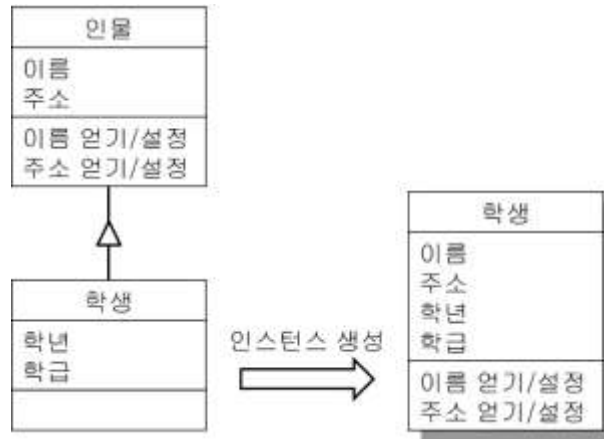 인물
이름
주소
이름 얻기/설정
주소 얻기/설정
학생
학년
학급
인스턴스 생성
학생
이름
주소
학년
학급
이름 얻기/설정
주소 얻기/설정